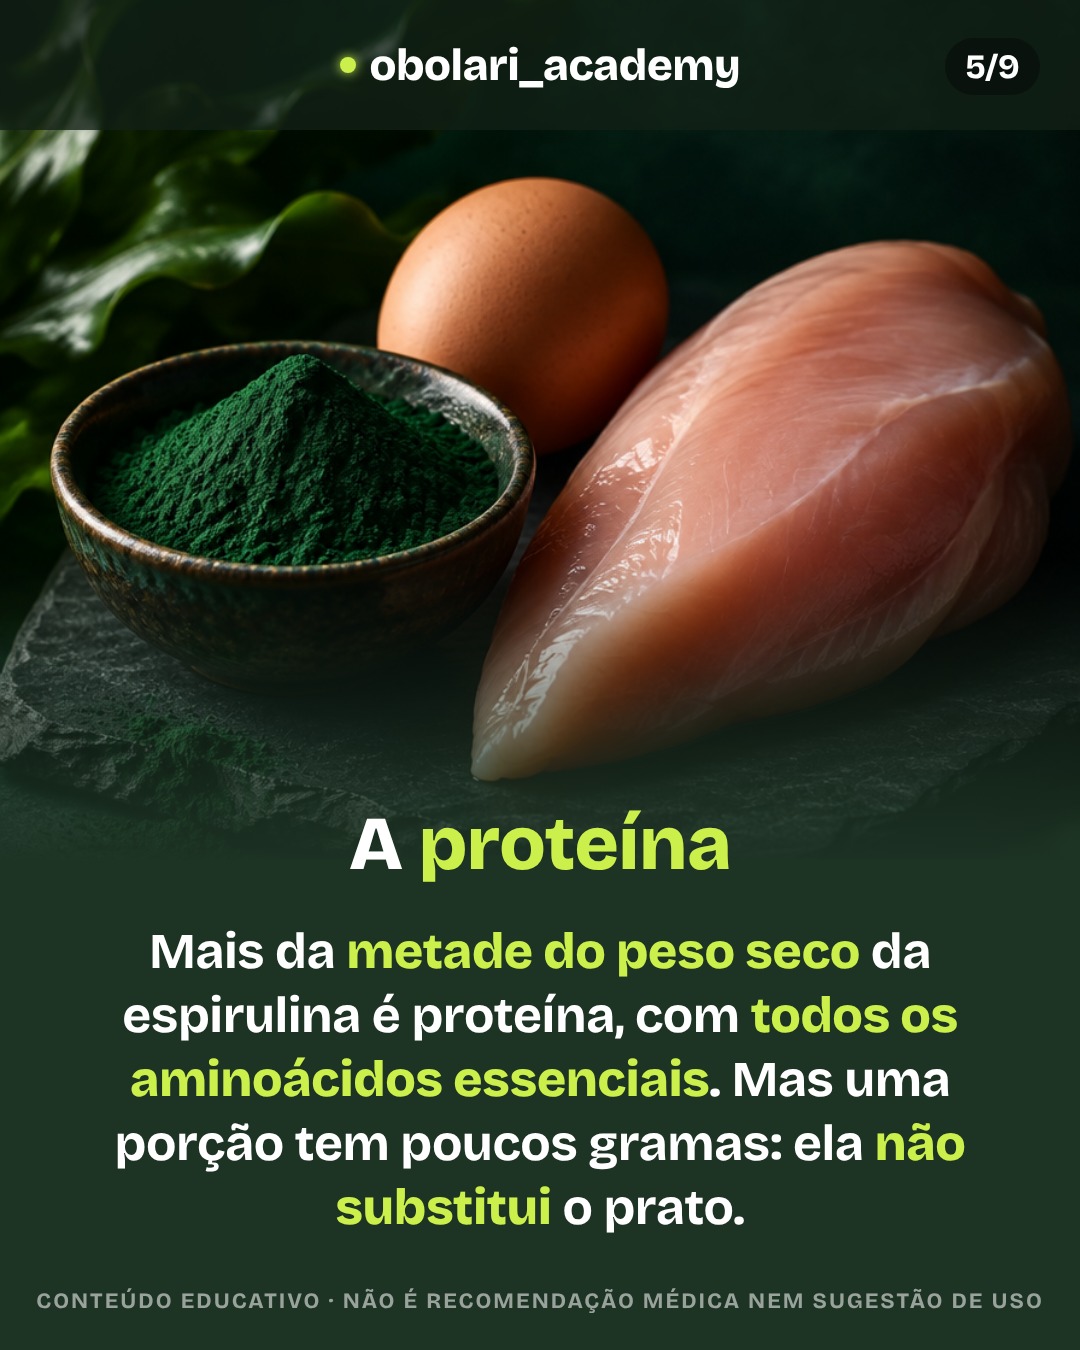 obolari_academy
5/9
A proteína
Mais da metade do peso seco da
espirulina é proteína, com todos os
aminoácidos essenciais. Mas uma
porção tem poucos gramas: ela não
substitui o prato.
CONTEÚDO EDUCATIVO · NÃO É RECOMENDAÇÃO MÉDICA NEM SUGESTÃO DE USO